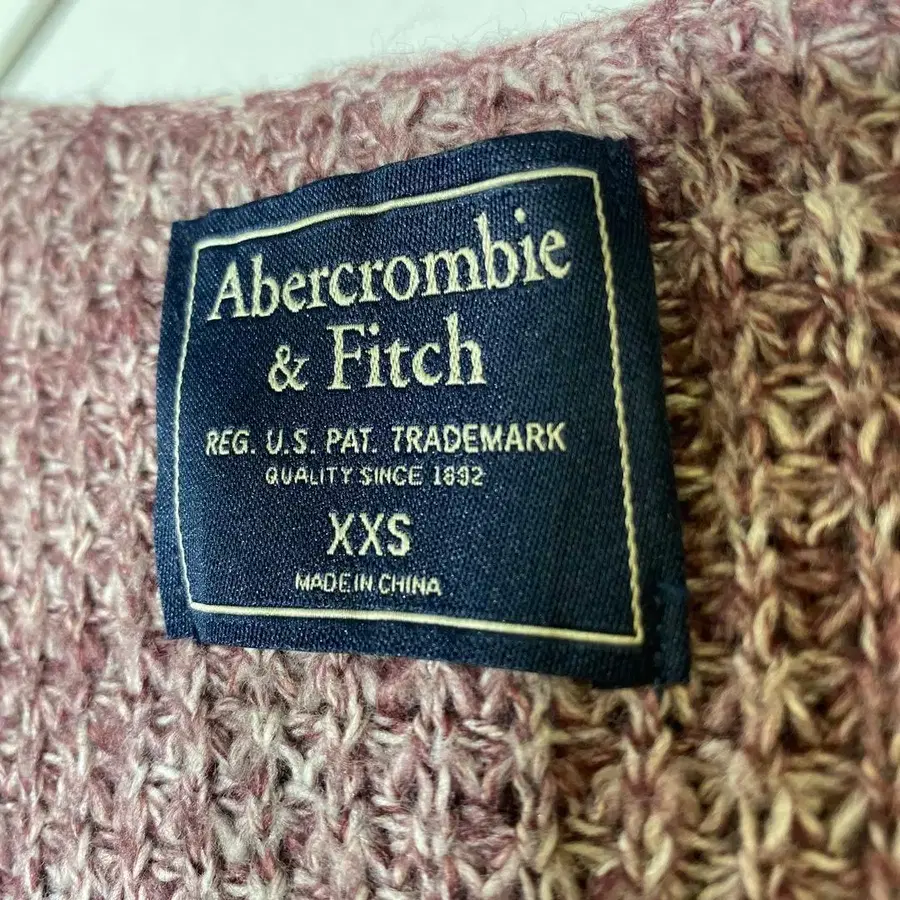 Abercrombie
& Fitch
REG. U.S. PAT. TRADEMARK
QUALITY SINCE 1892
XXS
MADE IN CHINA